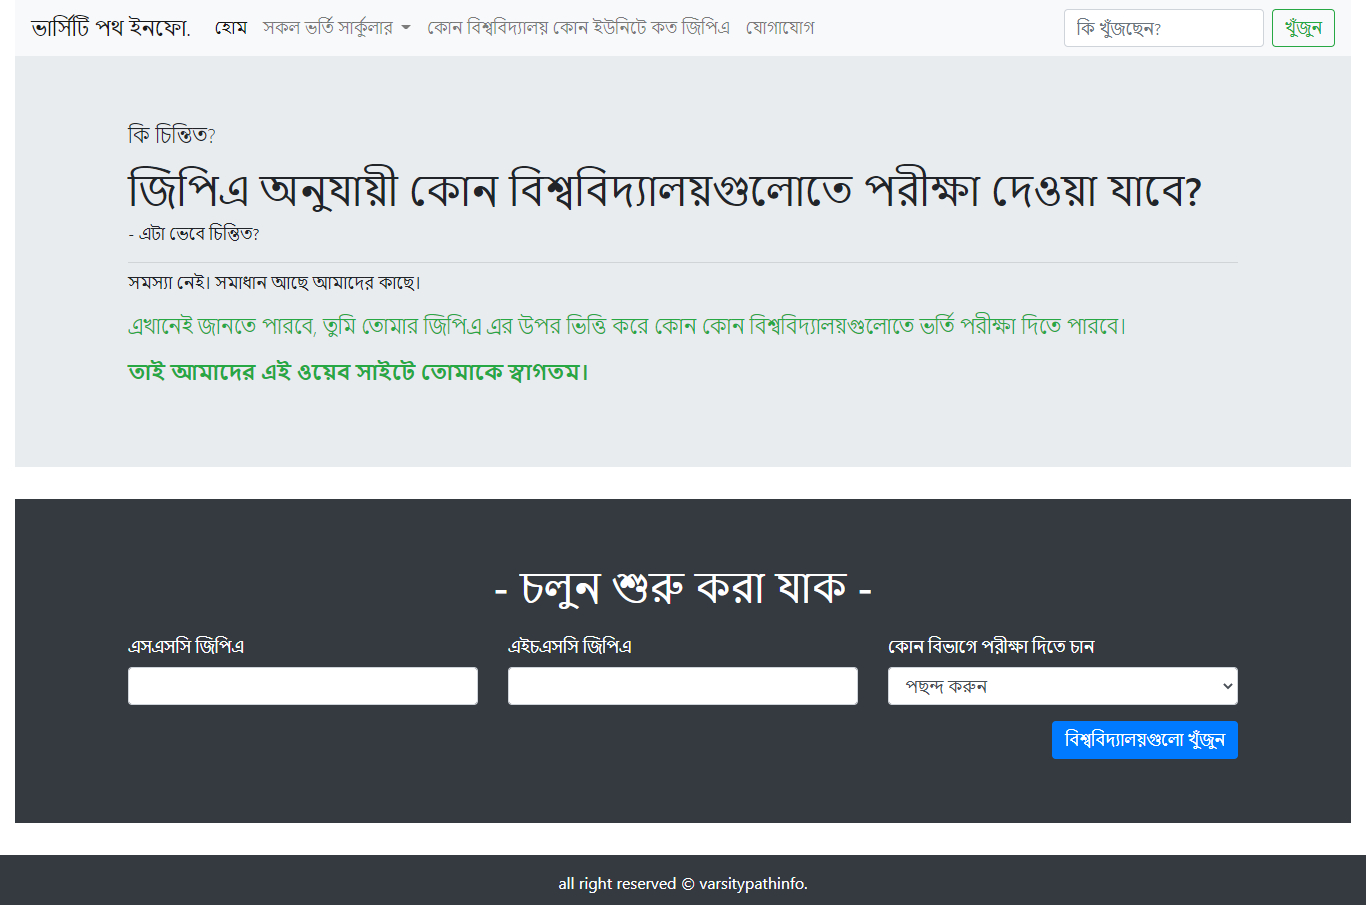 ভার্সিটি পথ ইনফো. হোম সকল ভর্তি সার্কুলার কোন বিশ্ববিদ্যালয় কোন ইউনিটে কত জিপিএ যোগাযোগ কি খুঁজছেন? খুঁজুন
কি চিন্তিত?
জিপিএ অনুযায়ী কোন বিশ্ববিদ্যালয়গুলোতে পরীক্ষা দেওয়া যাবে?
- এটা ভেবে চিন্তিত?
সমস্যা নেই। সমাধান আছে আমাদের কাছে।
এখানেই জানতে পারবে, তুমি তোমার জিপিএ এর উপর ভিত্তি করে কোন কোন বিশ্ববিদ্যালয়গুলোতে ভর্তি পরীক্ষা দিতে পারবে।
তাই আমাদের এই ওয়েব সাইটে তোমাকে স্বাগতম।
- চলুন শুরু করা যাক -
এসএসসি জিপিএ এইচএসসি জিপিএ কোন বিভাগে পরীক্ষা দিতে চান
পছন্দ করুন
বিশ্ববিদ্যালয়গুলো খুঁজুন
all right reserved © varsitypathinfo.